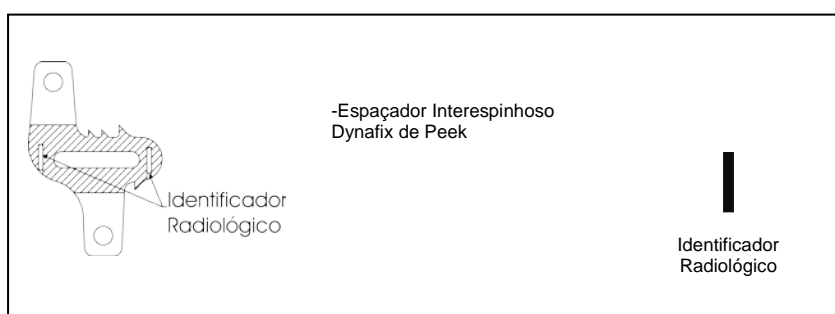 -Espaçador Interespinhoso
Dynafix de Peek
Identificador
Radiológico
Identificador
Radiológico